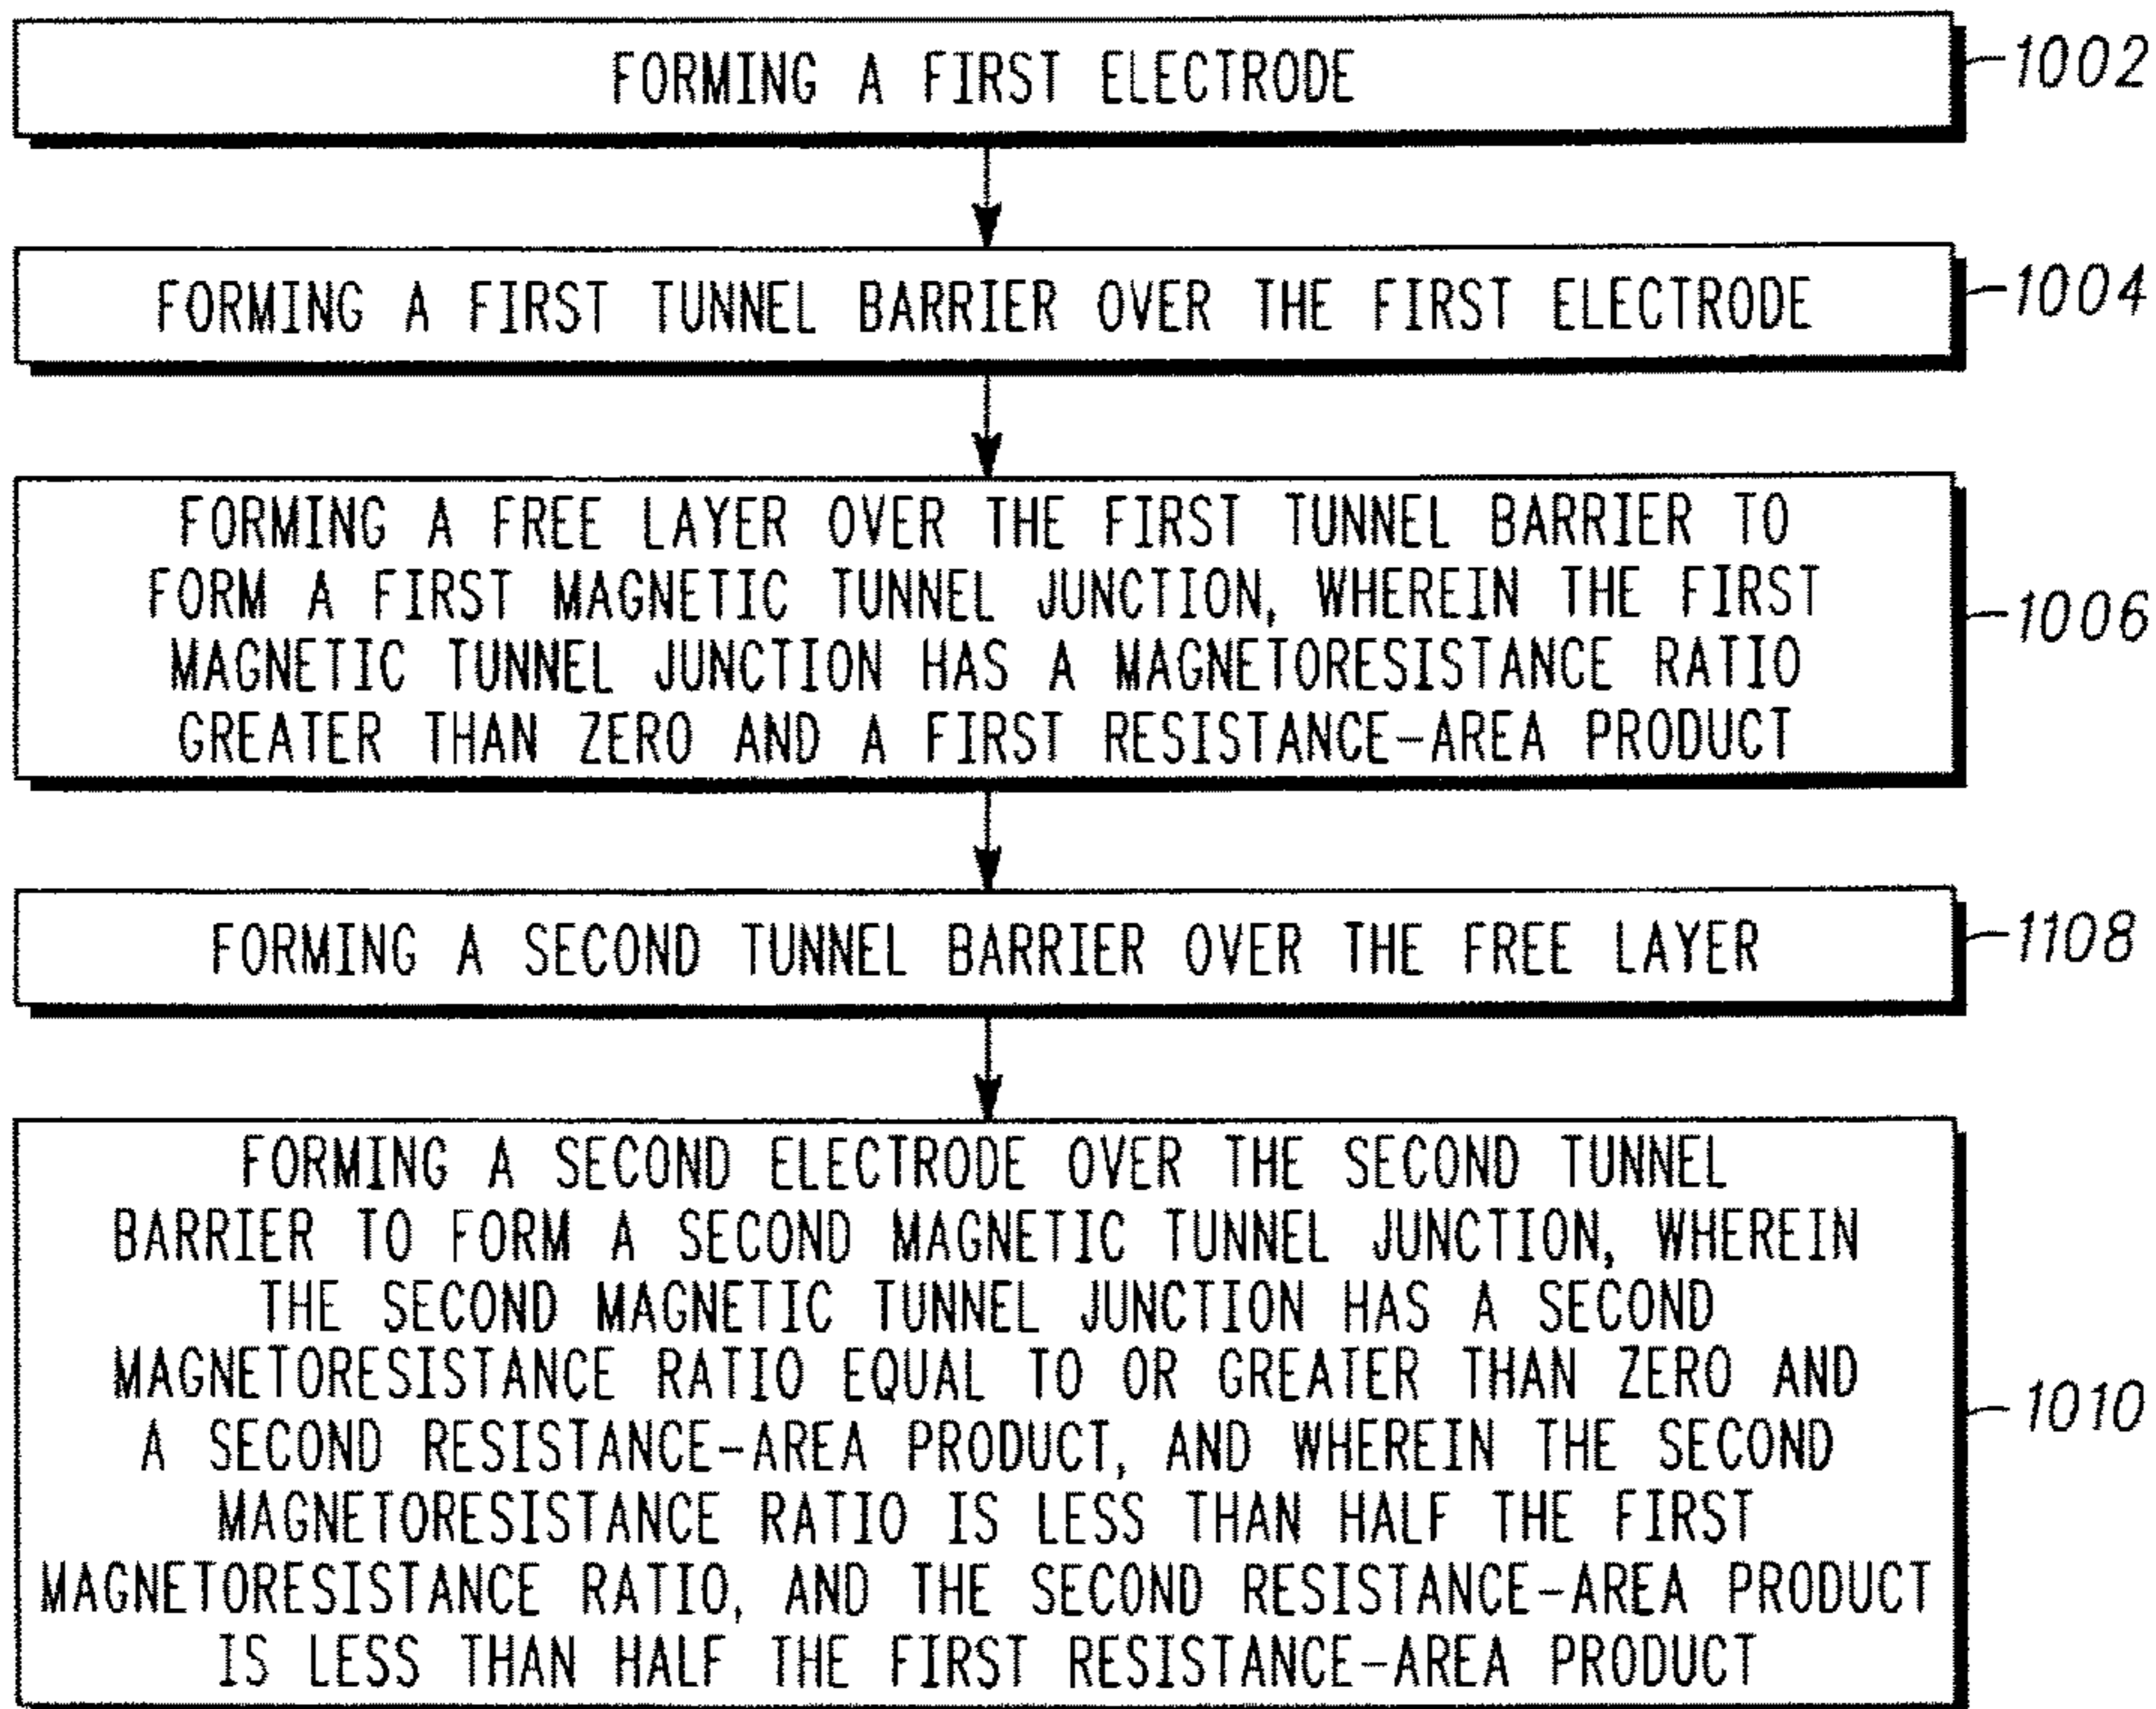 FORMING A FIRST ELECTRODE
1002
FORMING A FIRST TUNNEL BARRIER OVER THE FIRST ELECTRODE
1004
FORMING A FREE LAYER OVER THE FIRST TUNNEL BARRIER TO
FORM A FIRST MAGNETIC TUNNEL JUNCTION, WHEREIN THE FIRST
MAGNETIC TUNNEL JUNCTION HAS A MAGNETORESISTANCE RATIO
GREATER THAN ZERO AND A FIRST RESISTANCE-AREA PRODUCT
1006
FORMING A SECOND TUNNEL BARRIER OVER THE FREE LAYER
1108
FORMING A SECOND ELECTRODE OVER THE SECOND TUNNEL
BARRIER TO FORM A SECOND MAGNETIC TUNNEL JUNCTION, WHEREIN
THE SECOND MAGNETIC TUNNEL JUNCTION HAS A SECOND
MAGNETORESISTANCE RATIO EQUAL TO OR GREATER THAN ZERO AND
A SECOND RESISTANCE-AREA PRODUCT, AND WHEREIN THE SECOND
MAGNETORESISTANCE RATIO IS LESS THAN HALF THE FIRST
MAGNETORESISTANCE RATIO, AND THE SECOND RESISTANCE-AREA PRODUCT
IS LESS THAN HALF THE FIRST RESISTANCE-AREA PRODUCT
1010